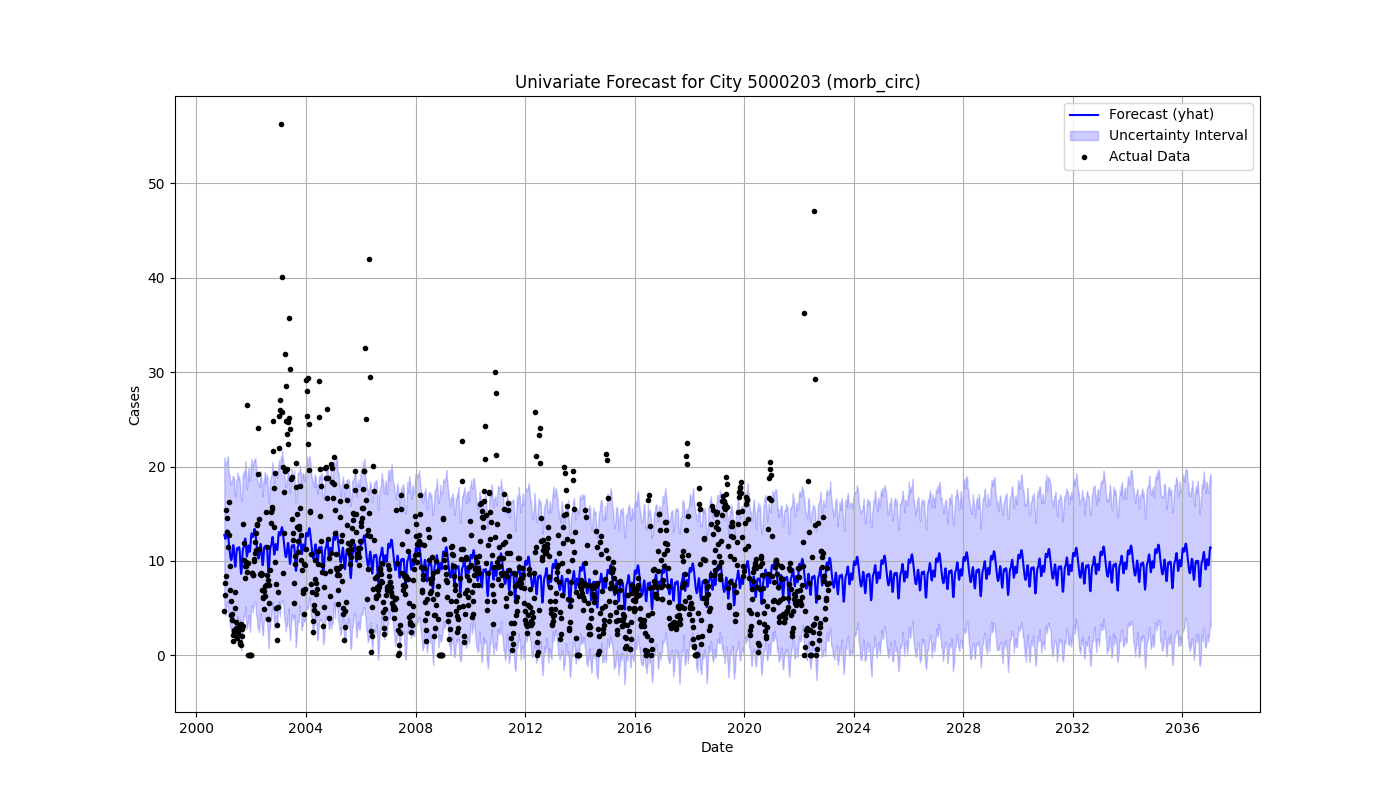 Univariate Forecast for City 5000203 (morb_circ)
Forecast (yhat)
Uncertainty Interval
Actual Data
Cases
50
40
30
20
10
0
2000 2004 2008 2012 2016 2020 2024 2028 2032 2036
Date